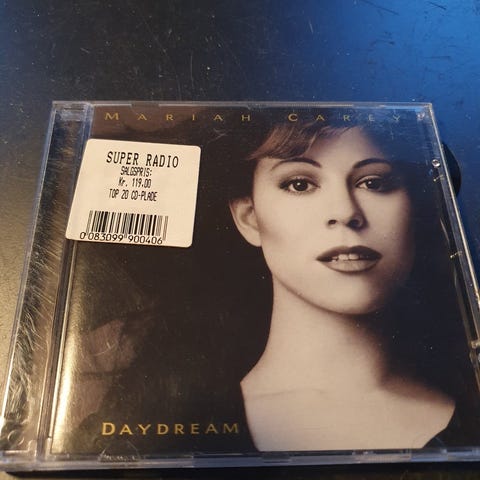 MARIAH CAREY
SUPER RADIO
SALGSPRIS:
Kr. 119.00
TOP 20 CD-PLADE
0 083099 900406
DAYDREAM